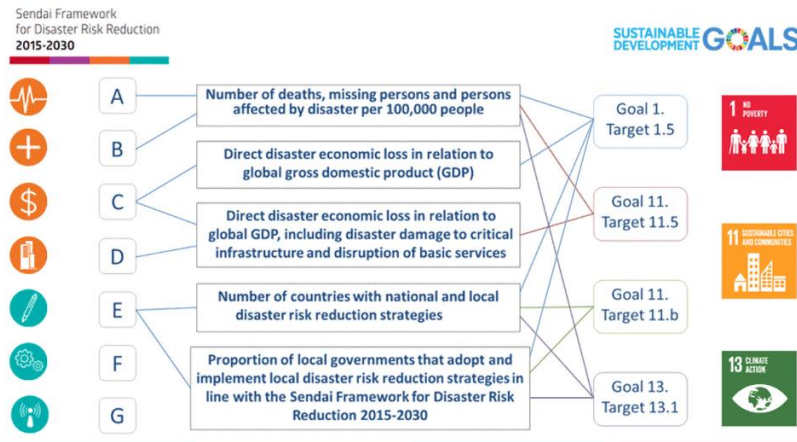 Sendai Framework
for Disaster Risk Reduction
2015-2030
SUSTAINABLE
DEVELOPMENT
GOALS
A
B
C
D
E
F
G
Number of deaths, missing persons and persons
affected by disaster per 100,000 people
Direct disaster economic loss in relation to
global gross domestic product (GDP)
Direct disaster economic loss in relation to
global GDP, including disaster damage to critical
infrastructure and disruption of basic services
Number of countries with national and local
disaster risk reduction strategies
Proportion of local governments that adopt and
implement local disaster risk reduction strategies in
line with the Sendai Framework for Disaster Risk
Reduction 2015-2030
Goal 1.
Target 1.5
Goal 11.
Target 11.5
Goal 11.
Target 11.b
Goal 13.
Target 13.1
1 NO
POVERTY
11 SUSTAINABLE CITIES
AND COMMUNITIES
13 CLIMATE
ACTION